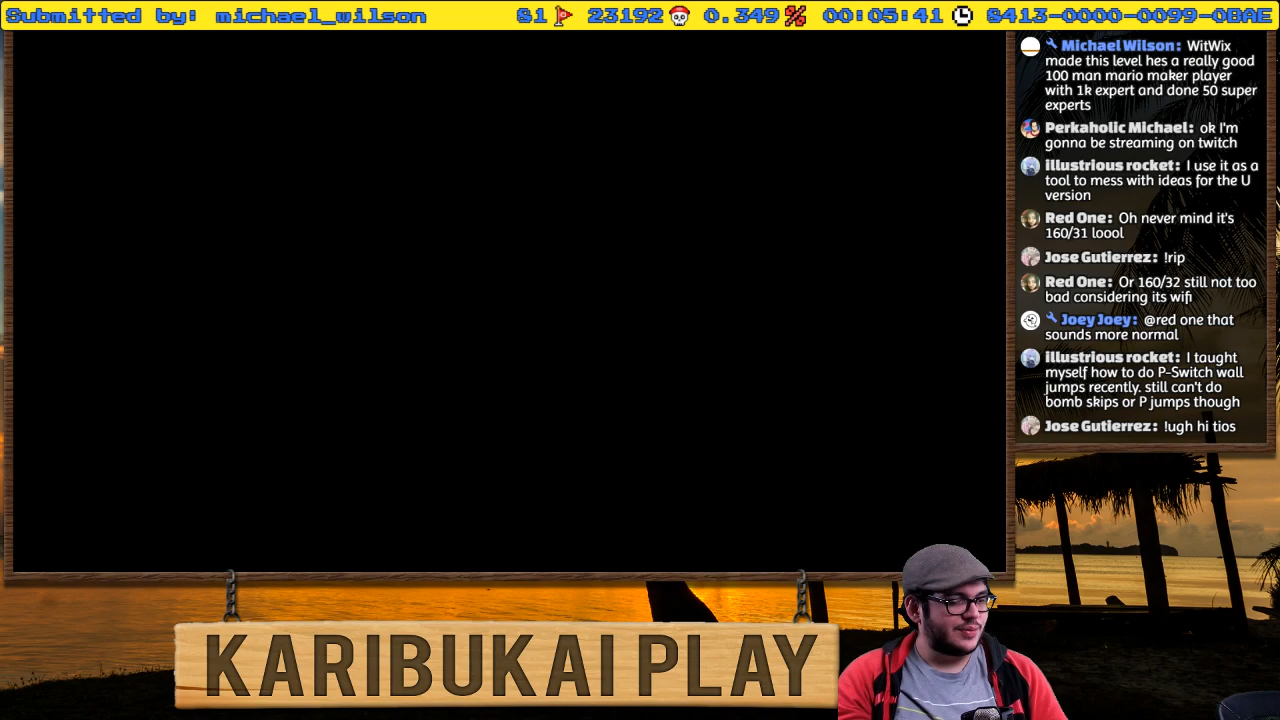 Submitted by: michael_wilson 81 23192 0.349% 00:05:41 8413-0000-0099-0BAE
Michael Wilson: WitWix
made this level hes a really good
100 man mario maker player
with 1k expert and done 50 super
experts
Perkaholic Michael: ok I'm
gonna be streaming on twitch
illustrious rocket: I use it as a
tool to mess with ideas for the U
version
Red One: Oh never mind it's
160/31 loool
Jose Gutierrez: !rip
Red One: Or 160/32 still not too
bad considering its wifi
Joey Joey: @red one that
sounds more normal
illustrious rocket: I taught
myself how to do P-Switch wall
jumps recently. still can't do
bomb skips or P jumps though
Jose Gutierrez: !ugh hi tios
KARIBUKAI PLAY